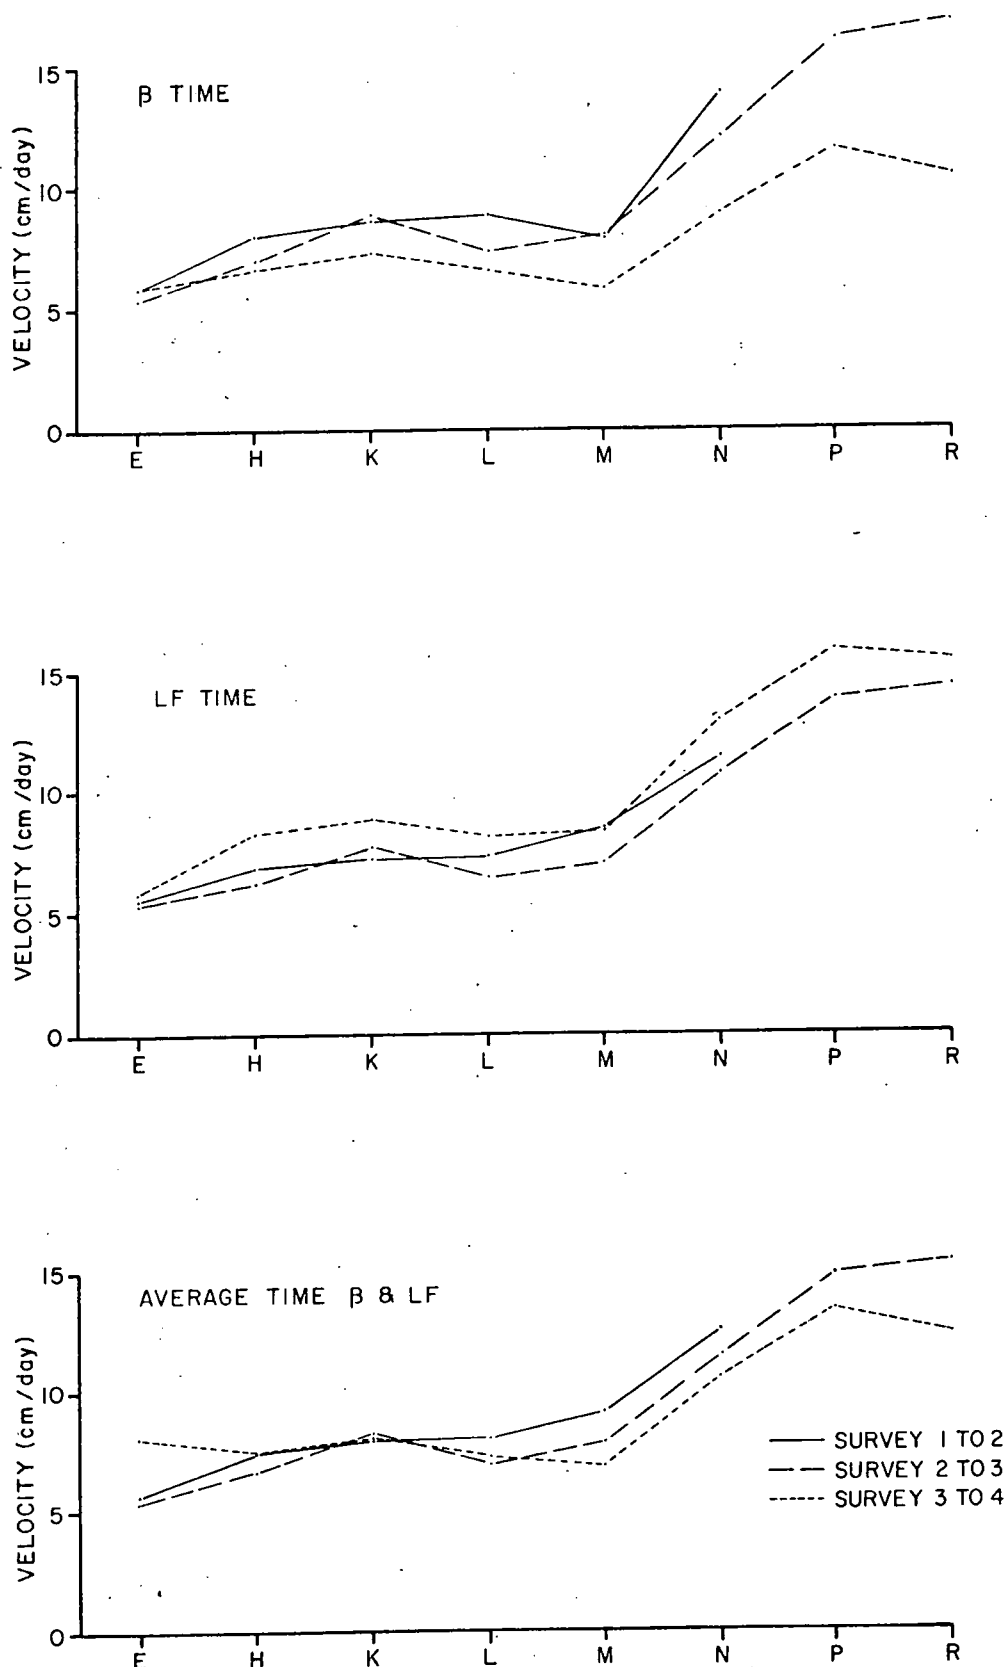 β TIME
VELOCITY (cm/day)
15
10
5
0
E H K L M N P R
LF TIME
VELOCITY (cm/day)
15
10
5
0
E H K L M N P R
AVERAGE TIME β & LF
VELOCITY (cm/day)
15
10
5
0
SURVEY 1 TO 2
SURVEY 2 TO 3
SURVEY 3 TO 4
E H K L M N P R